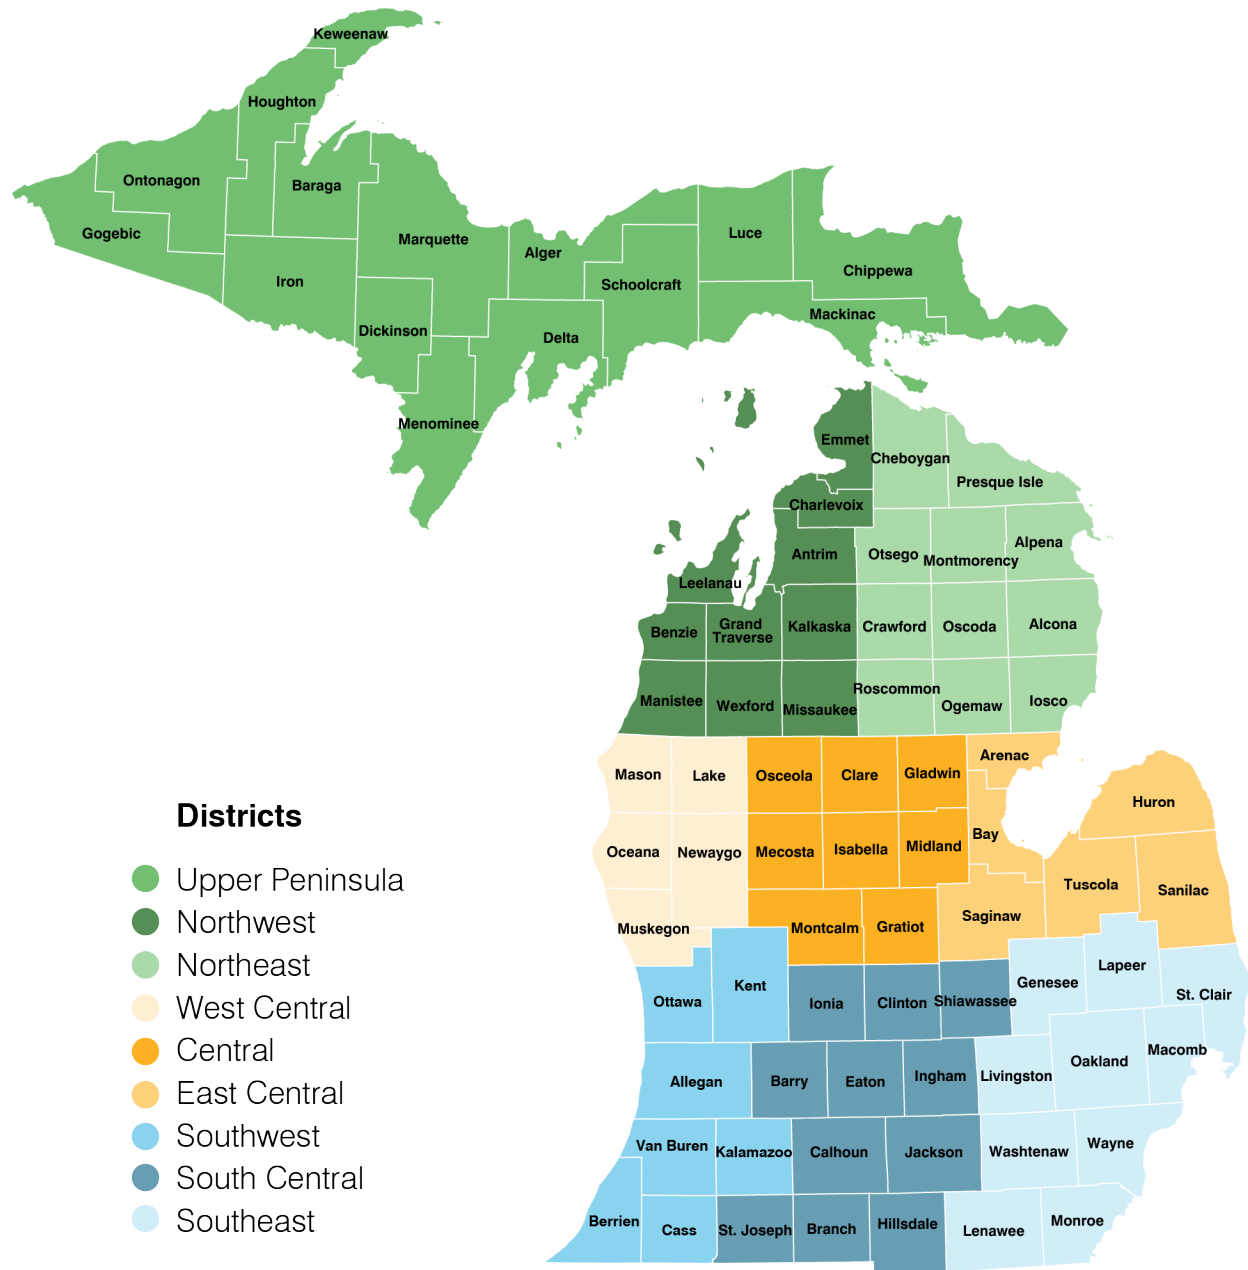 Keweenaw
Houghton
Ontonagon
Baraga
Gogebic
Marquette
Luce
Alger
Chippewa
Iron
Schoolcraft
Mackinac
Dickinson
Delta
Menominee
Emmet
Cheboygan
Presque Isle
Charlevoix
Antrim
Otsego
Montmorency
Alpena
Leelanau
Benzie
Grand
Traverse
Kalkaska
Crawford
Oscoda
Alcona
Manistee
Wexford
Missaukee
Roscommon
Ogemaw
Iosco
Mason
Lake
Osceola
Clare
Gladwin
Arenac
Huron
Oceana
Newaygo
Mecosta
Isabella
Midland
Bay
Tuscola
Sanilac
Muskegon
Montcalm
Gratiot
Saginaw
Ottawa
Kent
Ionia
Clinton
Shiawassee
Genesee
Lapeer
St. Clair
Allegan
Barry
Eaton
Ingham
Livingston
Oakland
Macomb
Van Buren
Kalamazoo
Calhoun
Jackson
Washtenaw
Wayne
Berrien
Cass
St. Joseph
Branch
Hillsdale
Lenawee
Monroe
Districts
Upper Peninsula
Northwest
Northeast
West Central
Central
East Central
Southwest
South Central
Southeast